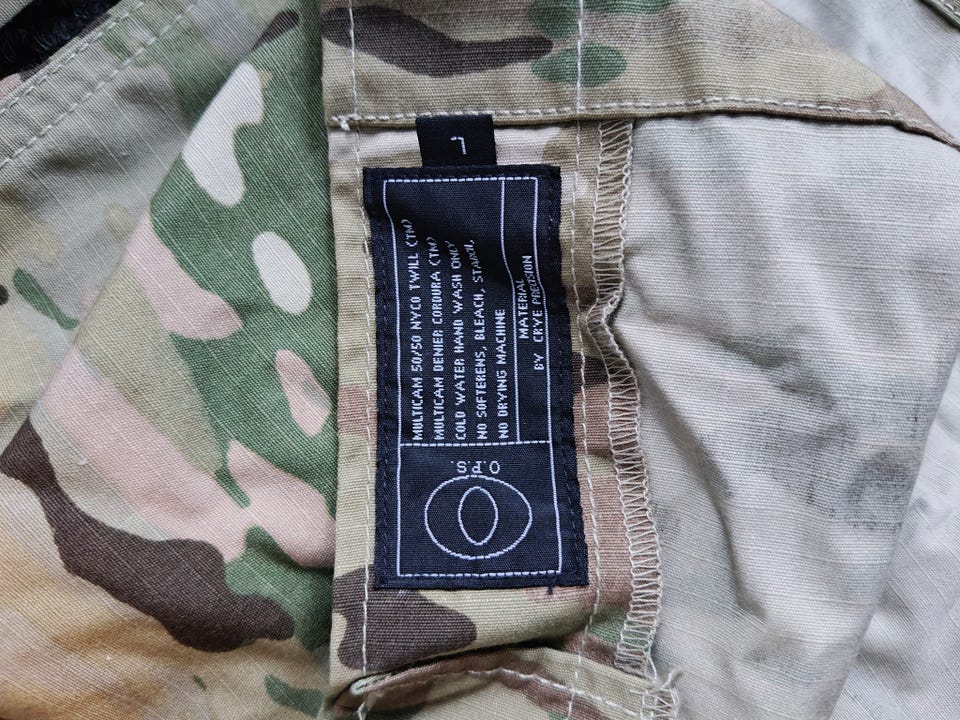 L
MULTICAM 50/50 NYCO TWILL (TM)
MULTICAM DENIER CORDURA (TM)
COLD WATER HAND WASH ONLY
NO SOFTERENS, BLEACH, STARCH,
NO DRYING MACHINE
MATERIAL
BY CRYE PRECISION
O.P.S.